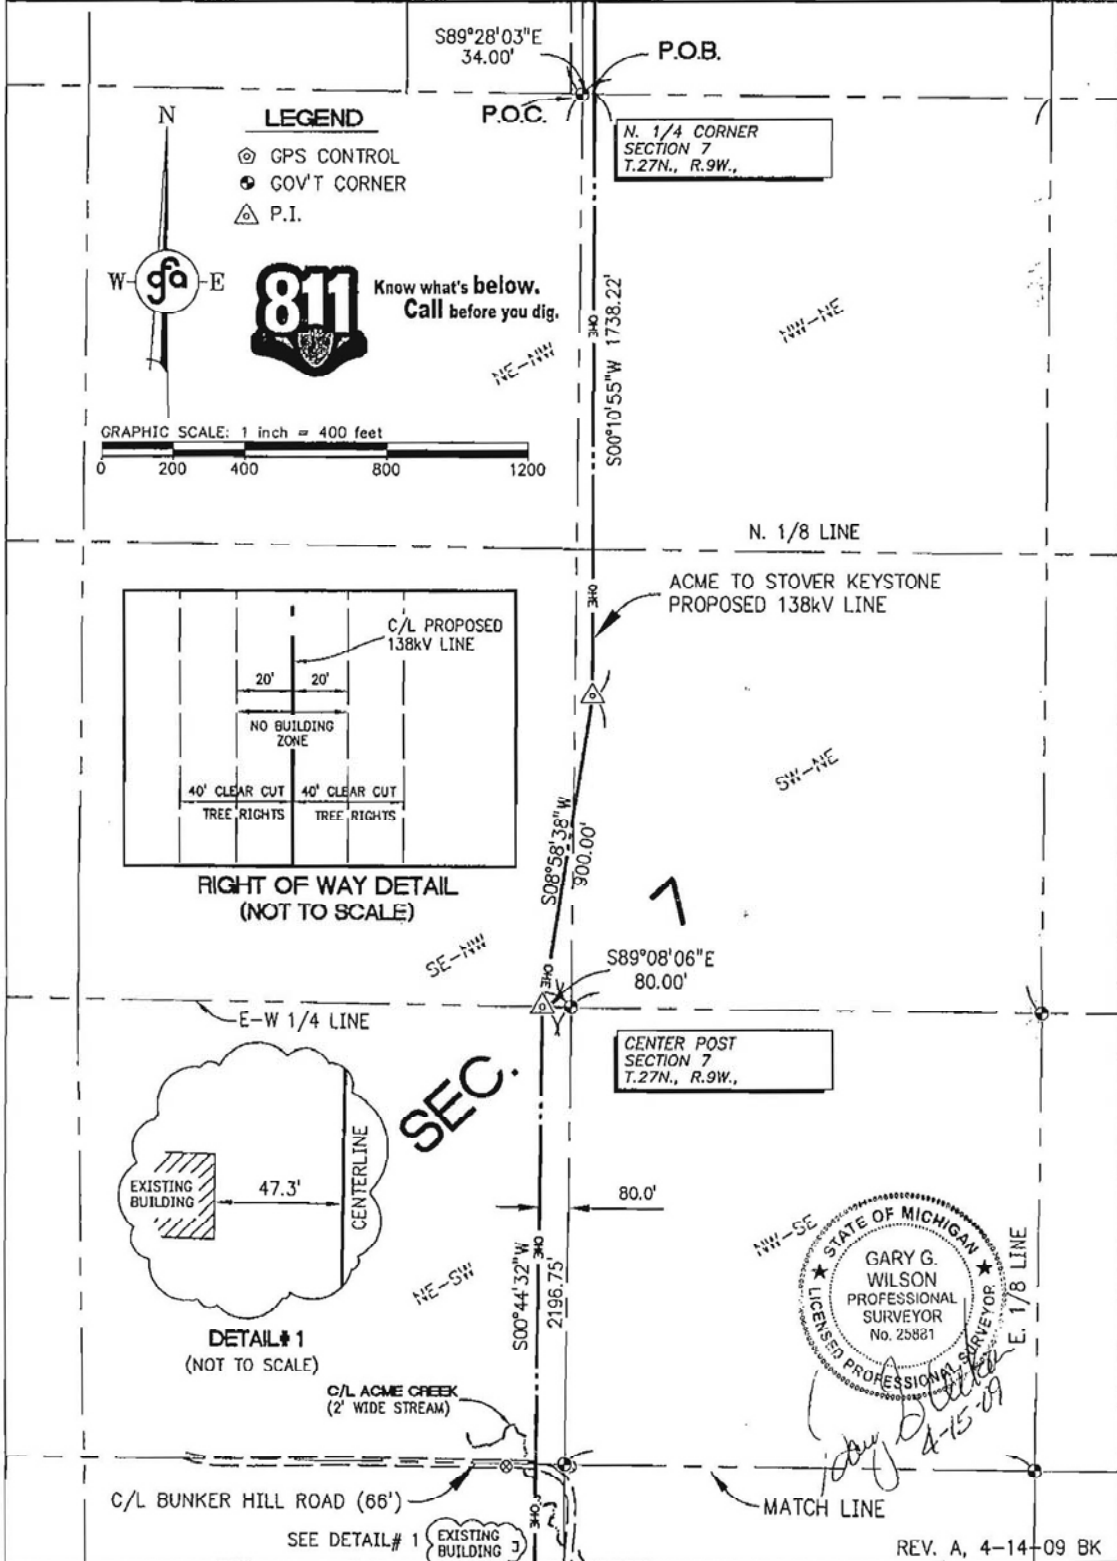 S89°28'03"E
34.00'
P.O.B.
P.O.C.
N. 1/4 CORNER
SECTION 7
T.27N., R.9W.,
N
W
gfa
E
LEGEND
GPS CONTROL
GOV'T CORNER
P.I.
811
Know what's below.
Call before you dig.
NE-NW
NW-NE
OHE
S00°10'55"W 1738.22'
GRAPHIC SCALE: 1 inch = 400 feet
0 200 400 800 1200
N. 1/8 LINE
OHE
ACME TO STOVER KEYSTONE
PROPOSED 138kV LINE
C/L PROPOSED
138kV LINE
20' 20'
NO BUILDING
ZONE
40' CLEAR CUT 40' CLEAR CUT
TREE RIGHTS TREE RIGHTS
RIGHT OF WAY DETAIL
(NOT TO SCALE)
SW-NE
S08°58'38"W
900.00'
7
SE-NW
OHE
S89°08'06"E
80.00'
E-W 1/4 LINE
CENTER POST
SECTION 7
T.27N., R.9W.,
SEC.
EXISTING
BUILDING
47.3'
CENTERLINE
DETAIL# 1
(NOT TO SCALE)
80.0'
OHE
S00°44'32"W
2196.75'
NE-SW
NW-SE
STATE OF MICHIGAN
GARY G.
WILSON
PROFESSIONAL
SURVEYOR
No. 25881
LICENSED PROFESSIONAL SURVEYOR
4-15-09
E. 1/8 LINE
C/L ACME CREEK
(2' WIDE STREAM)
C/L BUNKER HILL ROAD (66')
MATCH LINE
OHE
SEE DETAIL# 1
EXISTING
BUILDING
REV. A, 4-14-09 BK